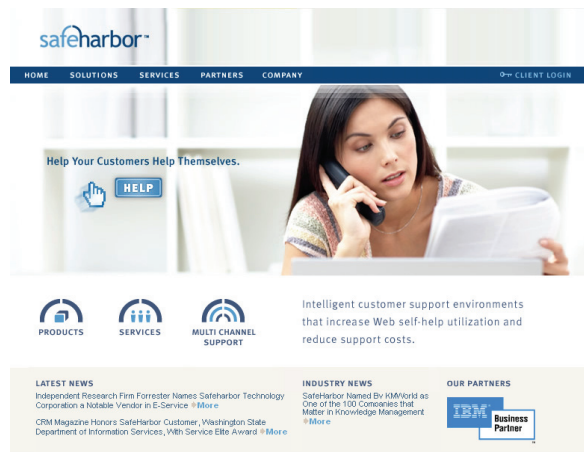 safeharbor™
HOME SOLUTIONS SERVICES PARTNERS COMPANY CLIENT LOGIN
Help Your Customers Help Themselves.
HELP
PRODUCTS
SERVICES
MULTI CHANNEL
SUPPORT
Intelligent customer support environments
that increase Web self-help utilization and
reduce support costs.
LATEST NEWS
Independent Research Firm Forrester Names Safeharbor Technology
Corporation a Notable Vendor in E-Service More
CRM Magazine Honors SafeHarbor Customer, Washington State
Department of Information Services, With Service Elite Award More
INDUSTRY NEWS
SafeHarbor Named By KMWorld as
One of the 100 Companies that
Matter in Knowledge Management
More
OUR PARTNERS
IBM
Business
Partner